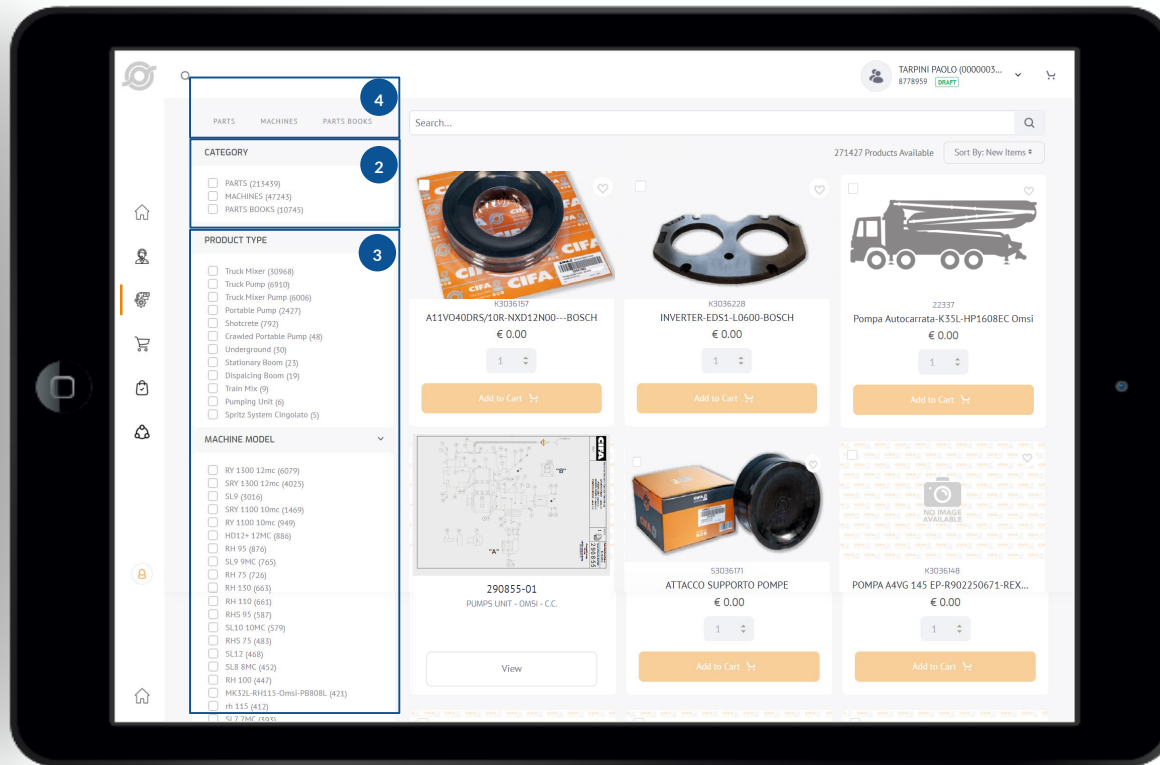 TARPINI PAOLO (0000003...
8778959 DRAFT
4
PARTS MACHINES PARTS BOOKS
Search...
CATEGORY
2
271427 Products Available
Sort By: New Items
PARTS (213439)
MACHINES (47243)
PARTS BOOKS (10745)
PRODUCT TYPE
3
Truck Mixer (30968)
Truck Pump (6910)
Truck Mixer Pump (6006)
Portable Pump (2427)
Shotcrete (792)
Crawled Portable Pump (48)
Underground (30)
Stationary Boom (23)
Dispalcing Boom (19)
Train Mix (9)
Pumping Unit (6)
Spritz System Cingolato (5)
MACHINE MODEL
RY 1300 12mc (6079)
SRY 1300 12mc (4025)
SL9 (3016)
SRY 1100 10mc (1469)
RY 1100 10mc (949)
HD12+ 12MC (886)
RH 95 (876)
SL9 9MC (765)
RH 75 (726)
RH 130 (663)
RH 110 (661)
RHS 95 (587)
SL10 10MC (579)
RHS 75 (483)
SL12 (468)
SL8 8MC (452)
RH 100 (447)
MK32L-RH115-Omsi-PB808L (421)
rh 115 (412)
SL7 7MC (393)
CIFA
K3036157
A11VO40DRS/10R-NXD12N00---BOSCH
€ 0.00
1
Add to Cart
K3036228
INVERTER-EDS1-L0600-BOSCH
€ 0.00
1
Add to Cart
22337
Pompa Autocarrata-K35L-HP1608EC Omsi
€ 0.00
1
Add to Cart
CIFA
"B"
"A"
290855
290855-01
PUMPS UNIT - OMSI - C.C.
View
CIFA
S3036171
ATTACCO SUPPORTO POMPE
€ 0.00
1
Add to Cart
NO IMAGE
AVAILABLE
K3036148
POMPA A4VG 145 EP-R902250671-REX...
€ 0.00
1
Add to Cart